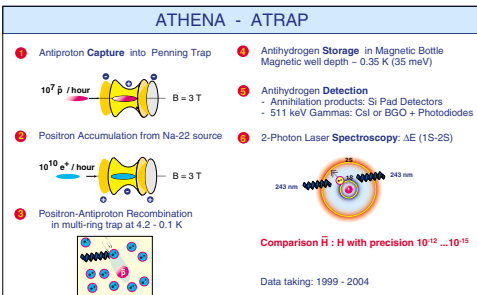 ATHENA - ATRAP
1 Antiproton Capture into Penning Trap
10⁷ p̄ / hour
B = 3 T
2 Positron Accumulation from Na-22 source
10¹⁰ e⁺ / hour
B = 3 T
3 Positron-Antiproton Recombination
in multi-ring trap at 4.2 - 0.1 K
p̄
4 Antihydrogen Storage in Magnetic Bottle
Magnetic well depth ~ 0.35 K (35 meV)
5 Antihydrogen Detection
- Annihilation products: Si Pad Detectors
- 511 keV Gammas: CsI or BGO + Photodiodes
6 2-Photon Laser Spectroscopy: ΔE (1S-2S)
2S
1S
243 nm
243 nm
Comparison H̄ : H with precision 10⁻¹² ...10⁻¹⁵
Data taking: 1999 - 2004